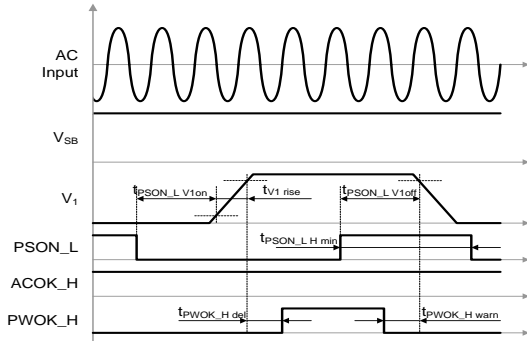 AC
Input
V_SB
V_1
t_PSON_L V1on
t_V1 rise
t_PSON_L V1off
PSON_L
t_PSON_L H min
ACOK_H
PWOK_H
t_PWOK_H del
t_PWOK_H warn